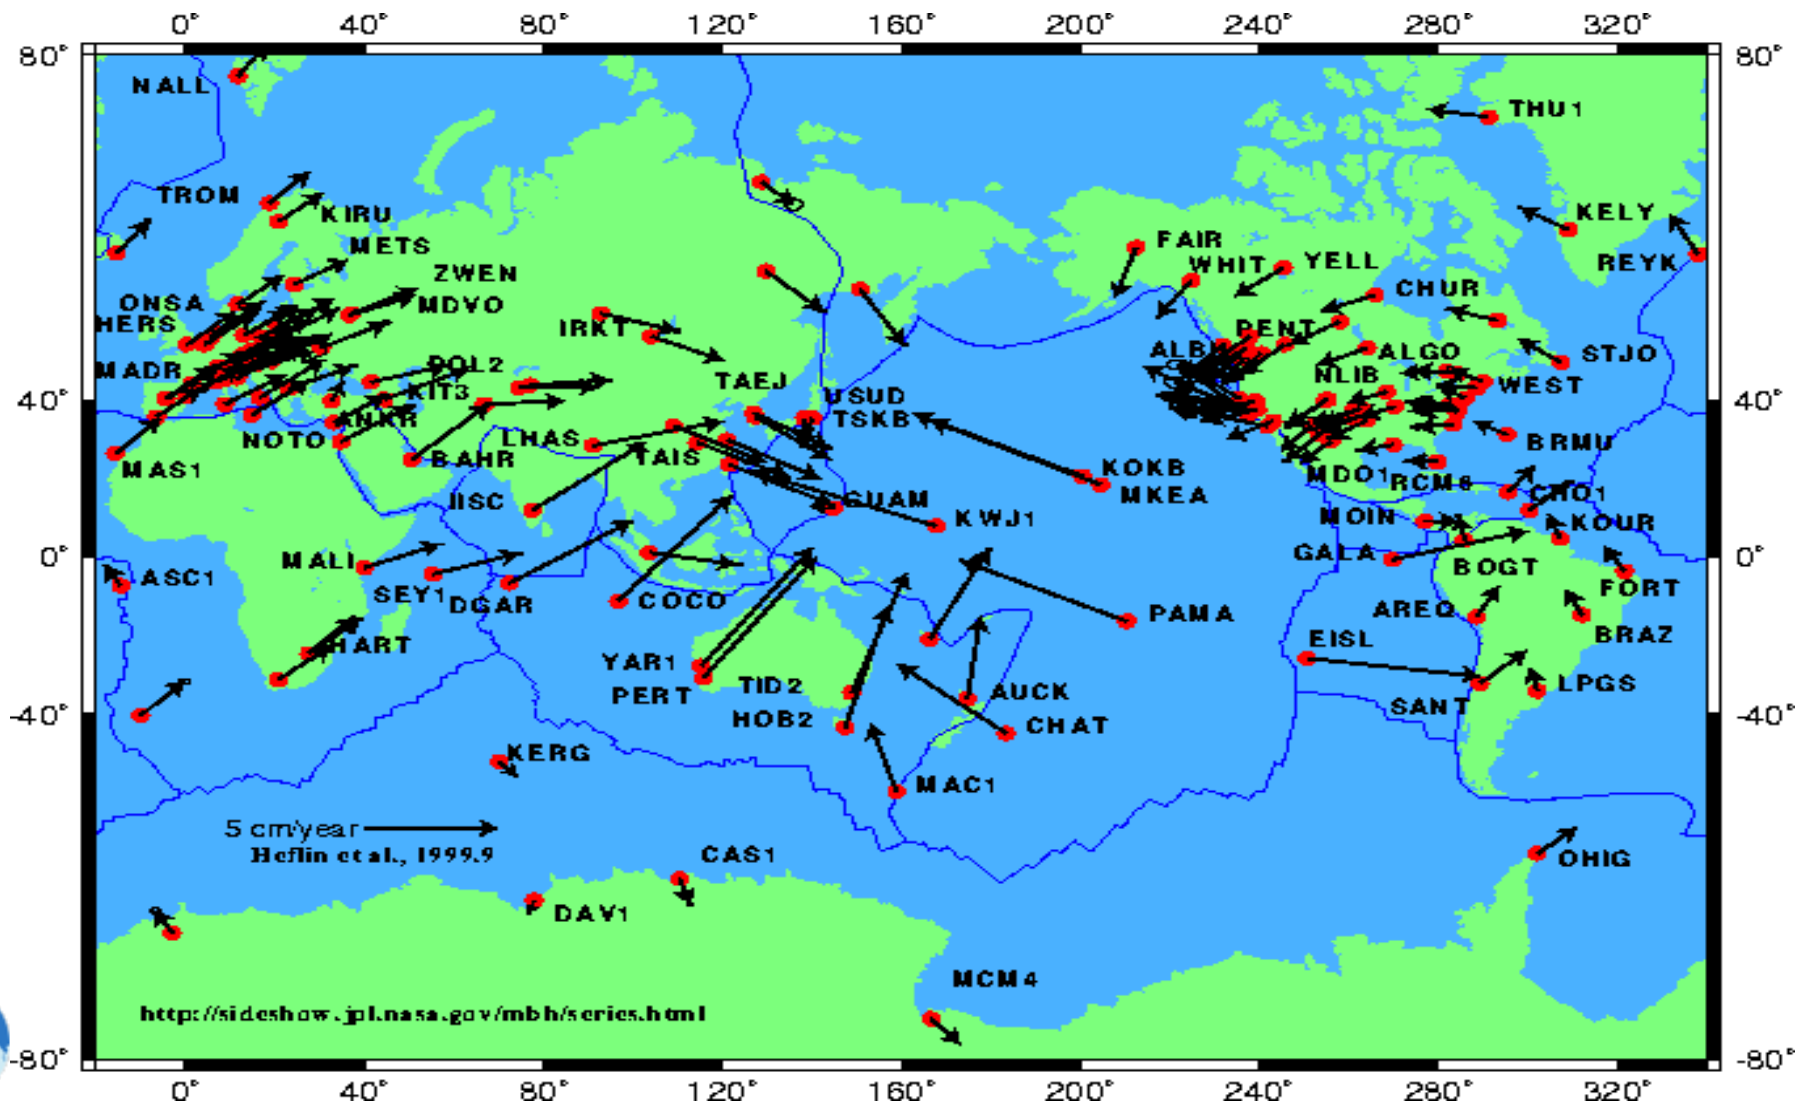 0° 40° 80° 120° 160° 200° 240° 280° 320°
80° 80°
NALL
THU1
TROM
KIRU
KELY
METS
FAIR
REYK
ZWEN
WHIT YELL
ONSA
MDVO
CHUR
HERS
IRKT
PENT
ALGO
STJO
MADR
POL2
TAEJ
NLIB
WEST
40° KIT3 USUD 40°
ANKR
TSKB
NOTO
LHAS
BRMU
MAS1
BAHR
TAIS
KOKB
MDO1 RCM6
MKEA
IISC
GUAM
CRO1
KWJ1
MOIN
KOUR
0° MALI GALA 0°
BOGT
ASC1
SEY1 DGAR
COCO
FORT
AREQ
PAMA
BRAZ
HART
EISL
YAR1
PERT
TID2
AUCK
LPGS
SANT
-40° HOB2 CHAT -40°
KERG
MAC1
5 cm/year
Heflin et al., 1999.9
CAS1
OHIG
DAV1
MCM4
http://sideshow.jpl.nasa.gov/mbh/series.html
-80° -80°
0° 40° 80° 120° 160° 200° 240° 280° 320°